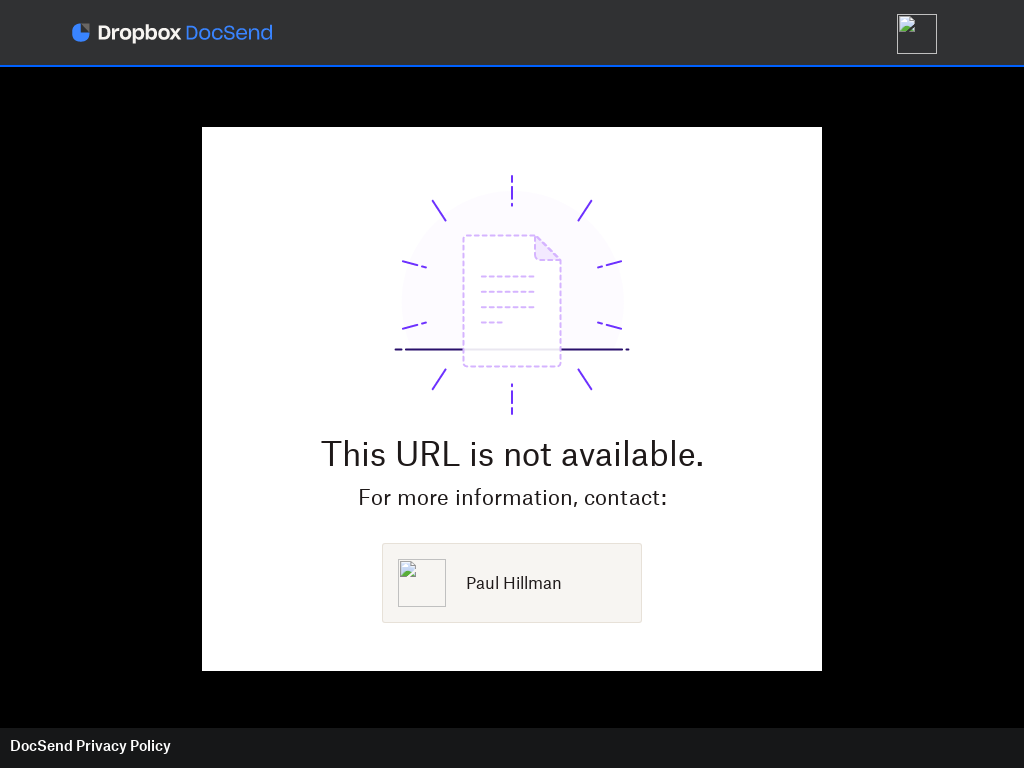 Dropbox DocSend
This URL is not available.
For more information, contact:
Paul Hillman
DocSend Privacy Policy